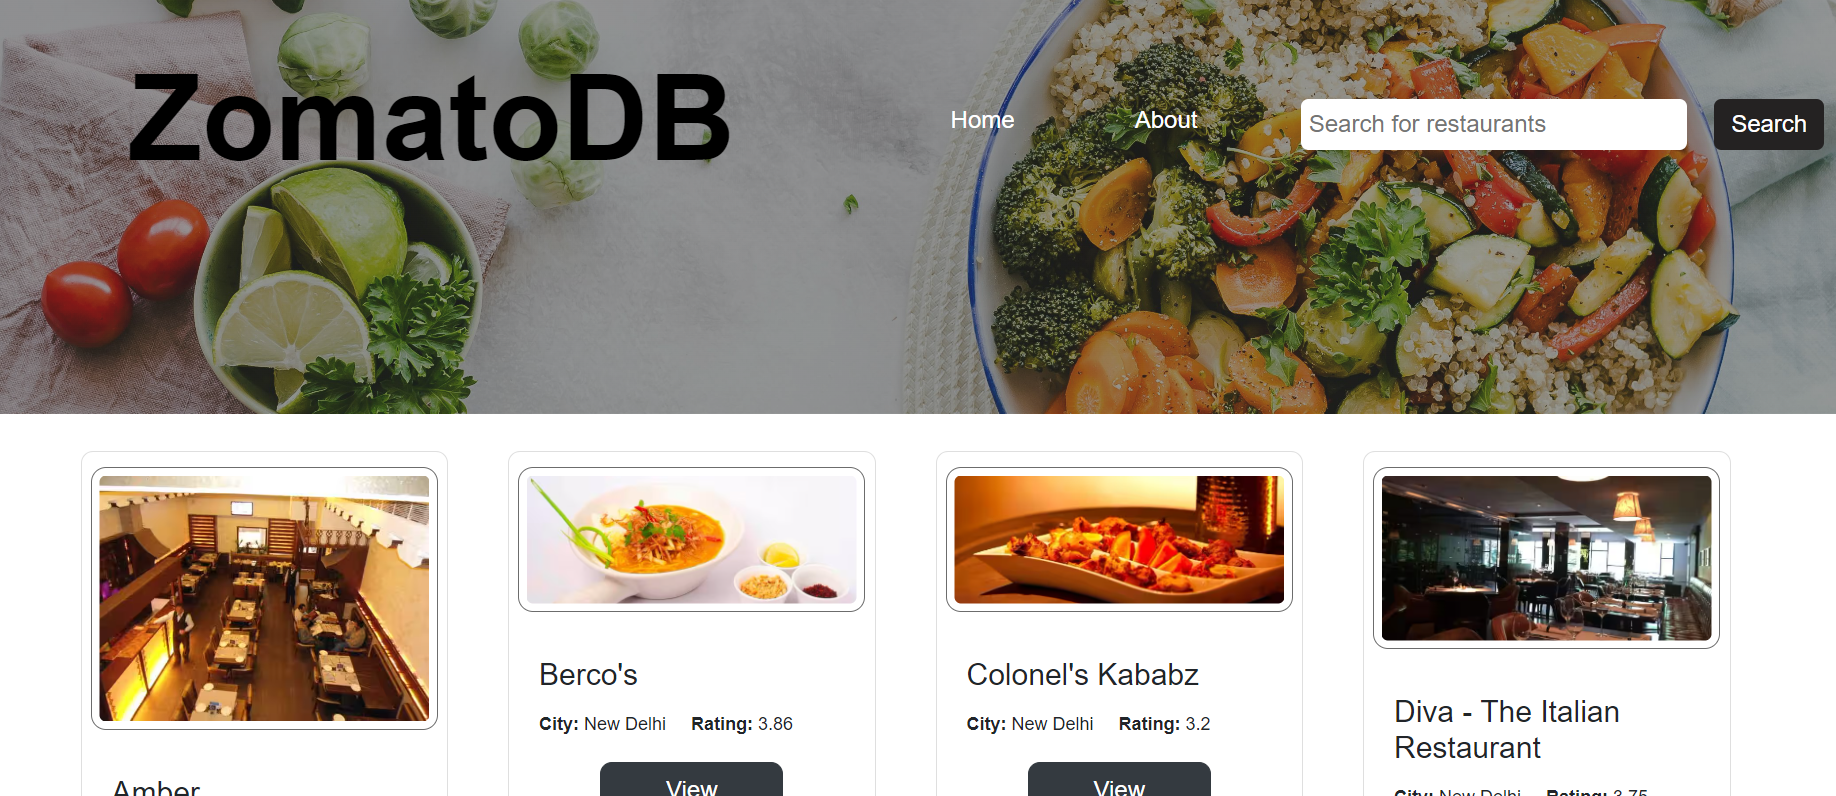 ZomatoDB
Home
About
Search for restaurants
Search
Amber
Berco's
City: New Delhi Rating: 3.86
View
Colonel's Kababz
City: New Delhi Rating: 3.2
View
Diva - The Italian
Restaurant
City: New Delhi Rating: 3.75